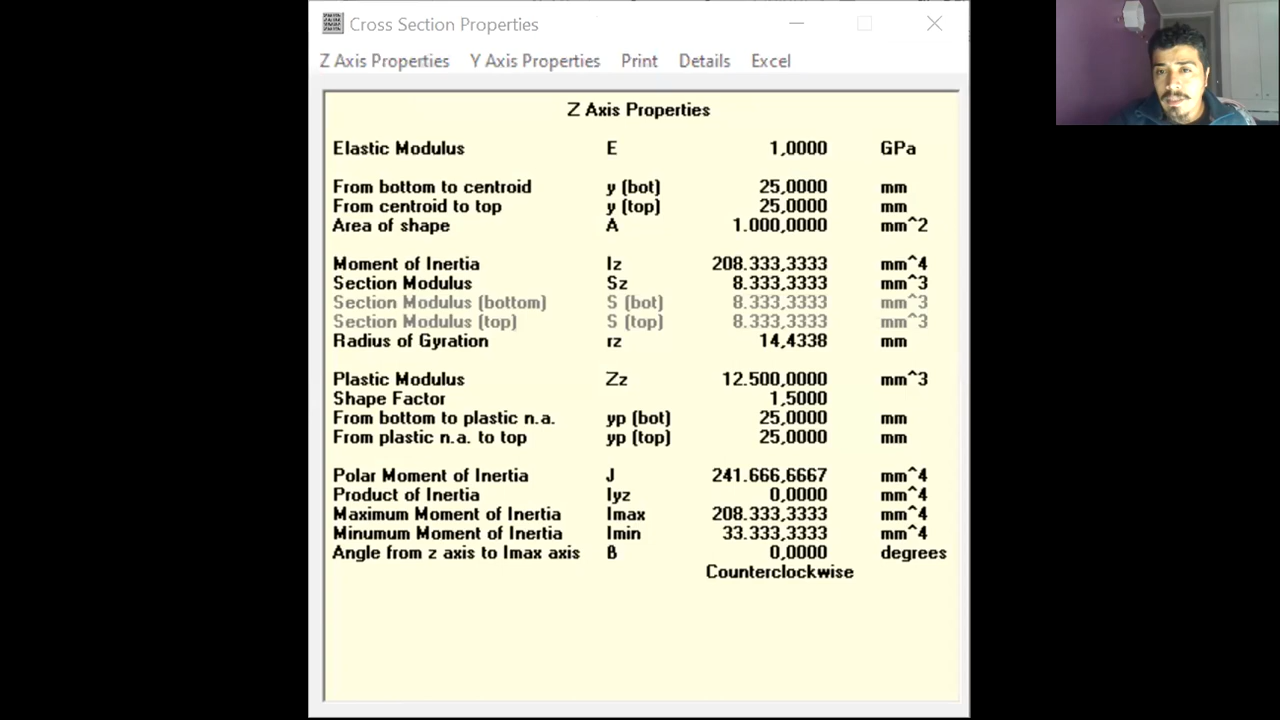 Cross Section Properties
Z Axis Properties Y Axis Properties Print Details Excel
Z Axis Properties
Elastic Modulus E 1,0000 GPa
From bottom to centroid y (bot) 25,0000 mm
From centroid to top y (top) 25,0000 mm
Area of shape A 1.000,0000 mm^2
Moment of Inertia Iz 208.333,3333 mm^4
Section Modulus Sz 8.333,3333 mm^3
Section Modulus (bottom) S (bot) 8.333,3333 mm^3
Section Modulus (top) S (top) 8.333,3333 mm^3
Radius of Gyration rz 14,4338 mm
Plastic Modulus Zz 12.500,0000 mm^3
Shape Factor 1,5000
From bottom to plastic n.a. yp (bot) 25,0000 mm
From plastic n.a. to top yp (top) 25,0000 mm
Polar Moment of Inertia J 241.666,6667 mm^4
Product of Inertia Iyz 0,0000 mm^4
Maximum Moment of Inertia Imax 208.333,3333 mm^4
Minumum Moment of Inertia Imin 33.333,3333 mm^4
Angle from z axis to Imax axis ß 0,0000 degrees
Counterclockwise